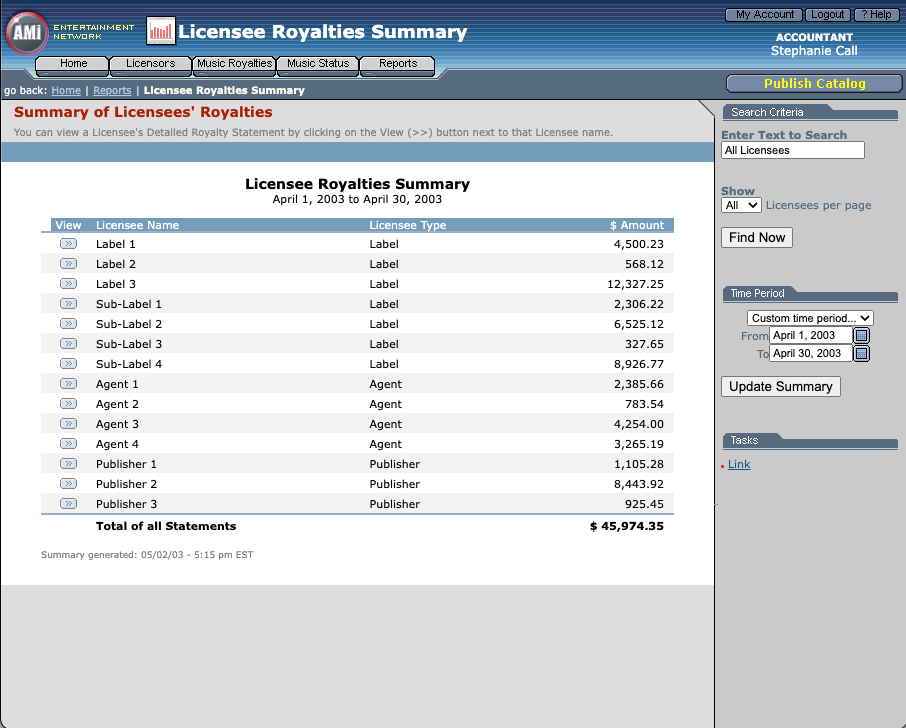 AMi ENTERTAINMENT NETWORK
Licensee Royalties Summary
My Account Logout ? Help
ACCOUNTANT
Stephanie Call
Home Licensors Music Royalties Music Status Reports
go back: Home | Reports | Licensee Royalties Summary
Publish Catalog
Summary of Licensees' Royalties
You can view a Licensee's Detailed Royalty Statement by clicking on the View (>>) button next to that Licensee name.
Licensee Royalties Summary
April 1, 2003 to April 30, 2003
View Licensee Name Licensee Type $ Amount
>> Label 1 Label 4,500.23
>> Label 2 Label 568.12
>> Label 3 Label 12,327.25
>> Sub-Label 1 Label 2,306.22
>> Sub-Label 2 Label 6,525.12
>> Sub-Label 3 Label 327.65
>> Sub-Label 4 Label 8,926.77
>> Agent 1 Agent 2,385.66
>> Agent 2 Agent 783.54
>> Agent 3 Agent 4,254.00
>> Agent 4 Agent 3,265.19
>> Publisher 1 Publisher 1,105.28
>> Publisher 2 Publisher 8,443.92
>> Publisher 3 Publisher 925.45
Total of all Statements $ 45,974.35
Summary generated: 05/02/03 - 5:15 pm EST
Search Criteria
Enter Text to Search
All Licensees
Show
All Licensees per page
Find Now
Time Period
Custom time period...
From April 1, 2003
To April 30, 2003
Update Summary
Tasks
Link